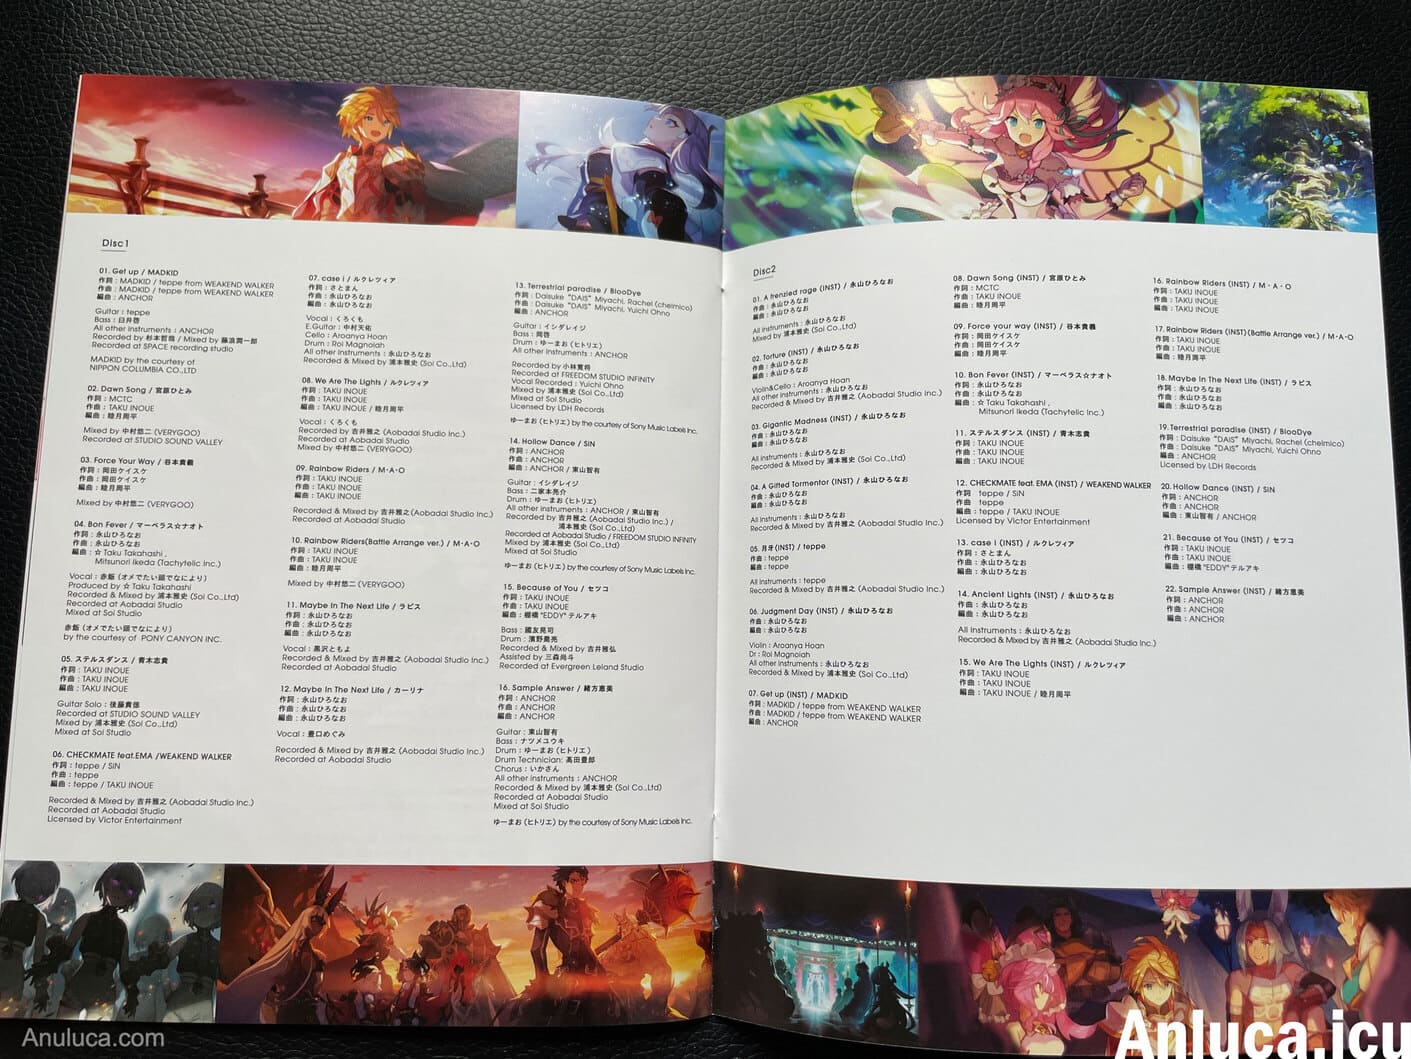 Disc1
01. Get up / MADKID
作詞：MADKID / teppe from WEAKEND WALKER
作曲：MADKID / teppe from WEAKEND WALKER
編曲：ANCHOR
Guitar：teppe
Bass：臼井啓
All other instruments：ANCHOR
Recorded by 杉本哲哉 / Mixed by 藤浪潤一郎
Recorded at SPACE recording studio
MADKID by the courtesy of
NIPPON COLUMBIA CO.,LTD
02. Dawn Song / 宮原ひとみ
作詞：MCTC
作曲：TAKU INOUE
編曲：睦月周平
Mixed by 中村悠二 (VERYGOO)
Recorded at STUDIO SOUND VALLEY
03. Force Your Way / 谷本貴義
作詞：岡田ケイスケ
作曲：岡田ケイスケ
編曲：睦月周平
Mixed by 中村悠二 (VERYGOO)
04. Bon Fever / マーベラス☆ナオト
作詞：永山ひろなお
作曲：永山ひろなお
編曲：☆Taku Takahashi ,
Mitsunori Ikeda (Tachytelic Inc.)
Vocal：赤飯 (オメでたい頭でなにより)
Produced by ☆Taku Takahashi
Recorded & Mixed by 浦本雅史 (Soi Co.,Ltd)
Recorded at Aobadai Studio
Mixed at Soi Studio
赤飯 (オメでたい頭でなにより)
by the courtesy of PONY CANYON INC.
05. ステルスダンス / 青木志貴
作詞：TAKU INOUE
作曲：TAKU INOUE
編曲：TAKU INOUE
Guitar Solo：後藤貴徳
Recorded at STUDIO SOUND VALLEY
Mixed by 浦本雅史 (Soi Co.,Ltd)
Mixed at Soi Studio
06. CHECKMATE feat.EMA /WEAKEND WALKER
作詞：teppe / SiN
作曲：teppe
編曲：teppe / TAKU INOUE
Recorded & Mixed by 吉井雅之 (Aobadai Studio Inc.)
Recorded at Aobadai Studio
Licensed by Victor Entertainment
07. case i / ルクレツィア
作詞：さとまん
作曲：永山ひろなお
編曲：永山ひろなお
Vocal：くろくも
E.Guitar：中村天佑
Cello：Aroanya Hoan
Drum：Roi Magnoiah
All other instruments：永山ひろなお
Recorded & Mixed by 浦本雅史 (Soi Co.,Ltd)
08. We Are The Lights / ルクレツィア
作詞：TAKU INOUE
作曲：TAKU INOUE
編曲：TAKU INOUE / 睦月周平
Vocal：くろくも
Recorded by 吉井雅之 (Aobadai Studio Inc.)
Recorded at Aobadai Studio
Mixed by 中村悠二 (VERYGOO)
09. Rainbow Riders / M・A・O
作詞：TAKU INOUE
作曲：TAKU INOUE
編曲：TAKU INOUE
Recorded & Mixed by 吉井雅之 (Aobadai Studio Inc.)
Recorded at Aobadai Studio
10. Rainbow Riders(Battle Arrange ver.) / M・A・O
作詞：TAKU INOUE
作曲：TAKU INOUE
編曲：睦月周平
Mixed by 中村悠二 (VERYGOO)
11. Maybe In The Next Life / ラピス
作詞：永山ひろなお
作曲：永山ひろなお
編曲：永山ひろなお
Vocal：黒沢ともよ
Recorded & Mixed by 吉井雅之 (Aobadai Studio Inc.)
Recorded at Aobadai Studio
12. Maybe In The Next Life / カーリナ
作詞：永山ひろなお
作曲：永山ひろなお
編曲：永山ひろなお
Vocal：豊口めぐみ
Recorded & Mixed by 吉井雅之 (Aobadai Studio Inc.)
Recorded at Aobadai Studio
13. Terrestrial paradise / BlooDye
作詞：Daisuke "DAIS" Miyachi, Rachel (chelmico)
作曲：Daisuke "DAIS" Miyachi, Yuichi Ohno
編曲：ANCHOR
Guitar：イシダレイジ
Bass：岡啓
Drum：ゆーまお (ヒトリエ)
All other instruments：ANCHOR
Recorded by 小林寛将
Recorded at FREEDOM STUDIO INFINITY
Vocal Recorded：Yuichi Ohno
Mixed by 浦本雅史 (Soi Co.,Ltd)
Mixed at Soi Studio
Licensed by LDH Records
ゆーまお (ヒトリエ) by the courtesy of Sony Music Labels Inc.
14. Hollow Dance / SIN
作詞：ANCHOR
作曲：ANCHOR
編曲：ANCHOR / 東山智有
Guitar：イシダレイジ
Bass：二家本亮介
Drum：ゆーまお (ヒトリエ)
All other instruments：ANCHOR / 東山智有
Recorded by 吉井雅之 (Aobadai Studio Inc.) /
浦本雅史 (Soi Co.,Ltd)
Recorded at Aobadai Studio / FREEDOM STUDIO INFINITY
Mixed by 浦本雅史 (Soi Co.,Ltd)
Mixed at Soi Studio
ゆーまお (ヒトリエ) by the courtesy of Sony Music Labels Inc.
15. Because of You / セツコ
作詞：TAKU INOUE
作曲：TAKU INOUE
編曲：棚橋"EDDY"テルアキ
Bass：國友晃司
Drum：濱野喬亮
Recorded & Mixed by 吉井雅弘
Assisted by 三森尚斗
Recorded at Evergreen Leland Studio
16. Sample Answer / 緒方恵美
作詞：ANCHOR
作曲：ANCHOR
編曲：ANCHOR
Guitar：東山智有
Bass：ナツメユウキ
Drum：ゆーまお (ヒトリエ)
Drum Technician：高田豊郎
Chorus：いかさん
All other instruments：ANCHOR
Recorded & Mixed by 浦本雅史 (Soi Co.,Ltd)
Recorded at Aobadai Studio
Mixed at Soi Studio
ゆーまお (ヒトリエ) by the courtesy of Sony Music Labels Inc.
Disc2
01. A frenzied rage (INST) / 永山ひろなお
作詞：永山ひろなお
作曲：永山ひろなお
編曲：永山ひろなお
All instruments：永山ひろなお
Mixed by 浦本雅史 (Soi Co.,Ltd)
02. Torture (INST) / 永山ひろなお
作曲：永山ひろなお
編曲：永山ひろなお
Violin&Cello：Aroanya Hoan
All other instruments：永山ひろなお
Recorded & Mixed by 吉井雅之 (Aobadai Studio Inc.)
03. Gigantic Madness (INST) / 永山ひろなお
作曲：永山ひろなお
編曲：永山ひろなお
All instruments：永山ひろなお
Recorded & Mixed by 浦本雅史 (Soi Co.,Ltd)
04. A Gifted Tormentor (INST) / 永山ひろなお
作曲：永山ひろなお
編曲：永山ひろなお
All instruments：永山ひろなお
Recorded & Mixed by 吉井雅之 (Aobadai Studio Inc.)
05. 月牙(INST) / teppe
作曲：teppe
編曲：teppe
All instruments：teppe
Recorded & Mixed by 吉井雅之 (Aobadai Studio Inc.)
06. Judgment Day (INST) / 永山ひろなお
作曲：永山ひろなお
編曲：永山ひろなお
Violin：Aroanya Hoan
Dr：Roi Magnoiah
All other instruments：永山ひろなお
Recorded & Mixed by 浦本雅史 (Soi Co.,Ltd)
07. Get up (INST) / MADKID
作詞：MADKID / teppe from WEAKEND WALKER
作曲：MADKID / teppe from WEAKEND WALKER
編曲：ANCHOR
08. Dawn Song (INST) / 宮原ひとみ
作詞：MCTC
作曲：TAKU INOUE
編曲：睦月周平
09. Force your way (INST) / 谷本貴義
作詞：岡田ケイスケ
作曲：岡田ケイスケ
編曲：睦月周平
10. Bon Fever (INST) / マーベラス☆ナオト
作詞：永山ひろなお
作曲：永山ひろなお
編曲：☆Taku Takahashi ,
Mitsunori Ikeda (Tachytelic Inc.)
11. ステルスダンス (INST) / 青木志貴
作詞：TAKU INOUE
作曲：TAKU INOUE
編曲：TAKU INOUE
12. CHECKMATE feat. EMA (INST) / WEAKEND WALKER
作詞 teppe / SiN
作曲 teppe
編曲 teppe / TAKU INOUE
Licensed by Victor Entertainment
13. case i (INST) / ルクレツィア
作詞：さとまん
作曲：永山ひろなお
編曲：永山ひろなお
14. Ancient Lights (INST) / 永山ひろなお
作曲：永山ひろなお
編曲：永山ひろなお
All instruments：永山ひろなお
Recorded & Mixed by 吉井雅之 (Aobadai Studio Inc.)
15. We Are The Lights (INST) / ルクレツィア
作詞：TAKU INOUE
作曲：TAKU INOUE
編曲：TAKU INOUE / 睦月周平
16. Rainbow Riders (INST) / M・A・O
作詞：TAKU INOUE
作曲：TAKU INOUE
編曲：TAKU INOUE
17. Rainbow Riders (INST)(Battle Arrange ver.) / M・A・O
作詞：TAKU INOUE
作曲：TAKU INOUE
編曲：睦月周平
18. Maybe In The Next Life (INST) / ラピス
作詞：永山ひろなお
作曲：永山ひろなお
編曲：永山ひろなお
19. Terrestrial paradise (INST) / BlooDye
作詞：Daisuke "DAIS" Miyachi, Rachel (chelmico)
作曲：Daisuke "DAIS" Miyachi, Yuichi Ohno
編曲：ANCHOR
Licensed by LDH Records
20. Hollow Dance (INST) / SIN
作詞：ANCHOR
作曲：ANCHOR
編曲：東山智有 / ANCHOR
21. Because of You (INST) / セツコ
作詞：TAKU INOUE
作曲：TAKU INOUE
編曲：棚橋"EDDY"テルアキ
22. Sample Answer (INST) / 緒方恵美
作詞：ANCHOR
作曲：ANCHOR
編曲：ANCHOR
Anuluca.com
Anluca.icu